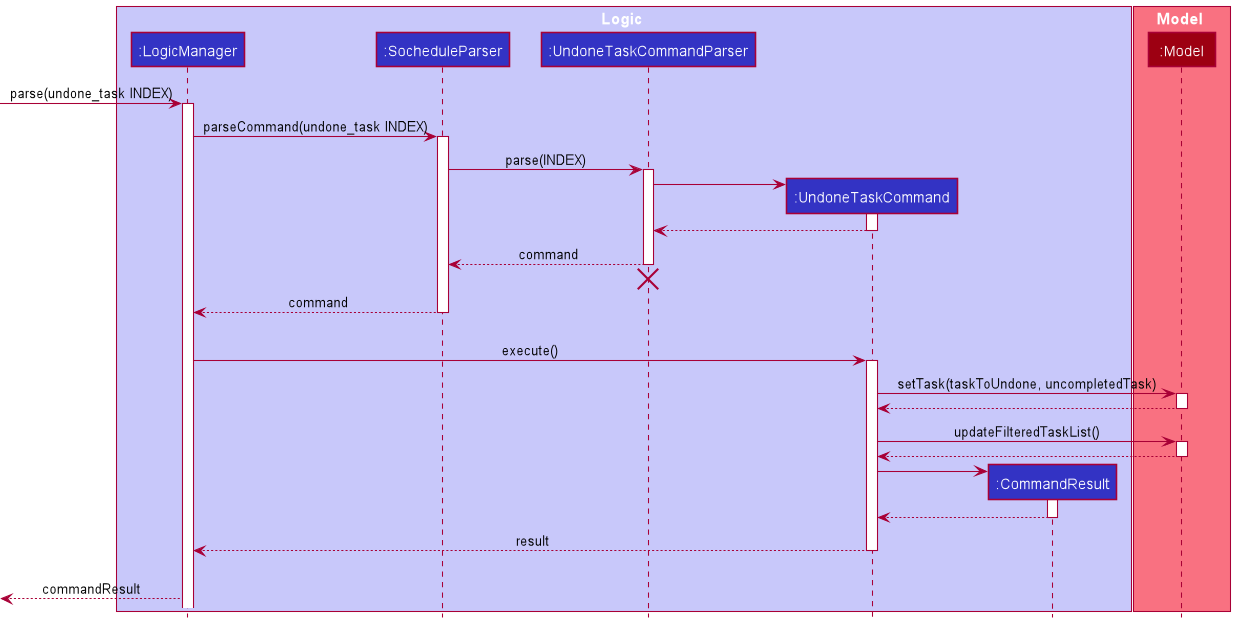 Logic
Model
:LogicManager
:SocheduleParser
:UndoneTaskCommandParser
:Model
parse(undone_task INDEX)
parseCommand(undone_task INDEX)
parse(INDEX)
:UndoneTaskCommand
command
command
execute()
setTask(taskToUndone, uncompletedTask)
updateFilteredTaskList()
:CommandResult
result
commandResult